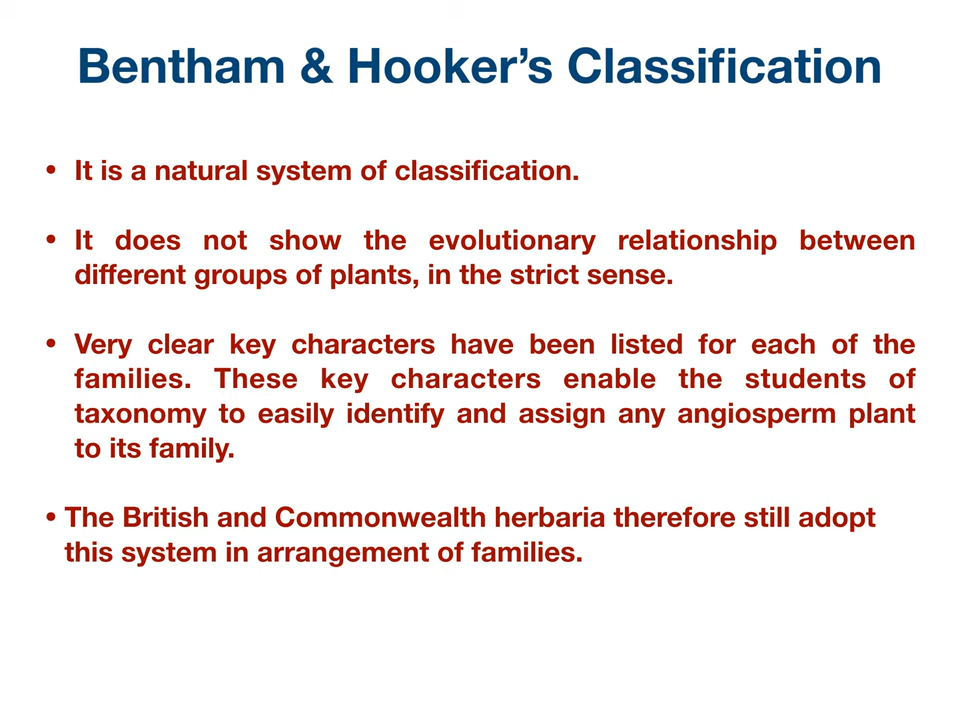 Bentham & Hooker’s Classification
• It is a natural system of classification.
• It does not show the evolutionary relationship between
different groups of plants, in the strict sense.
• Very clear key characters have been listed for each of the
families. These key characters enable the students of
taxonomy to easily identify and assign any angiosperm plant
to its family.
• The British and Commonwealth herbaria therefore still adopt
this system in arrangement of families.